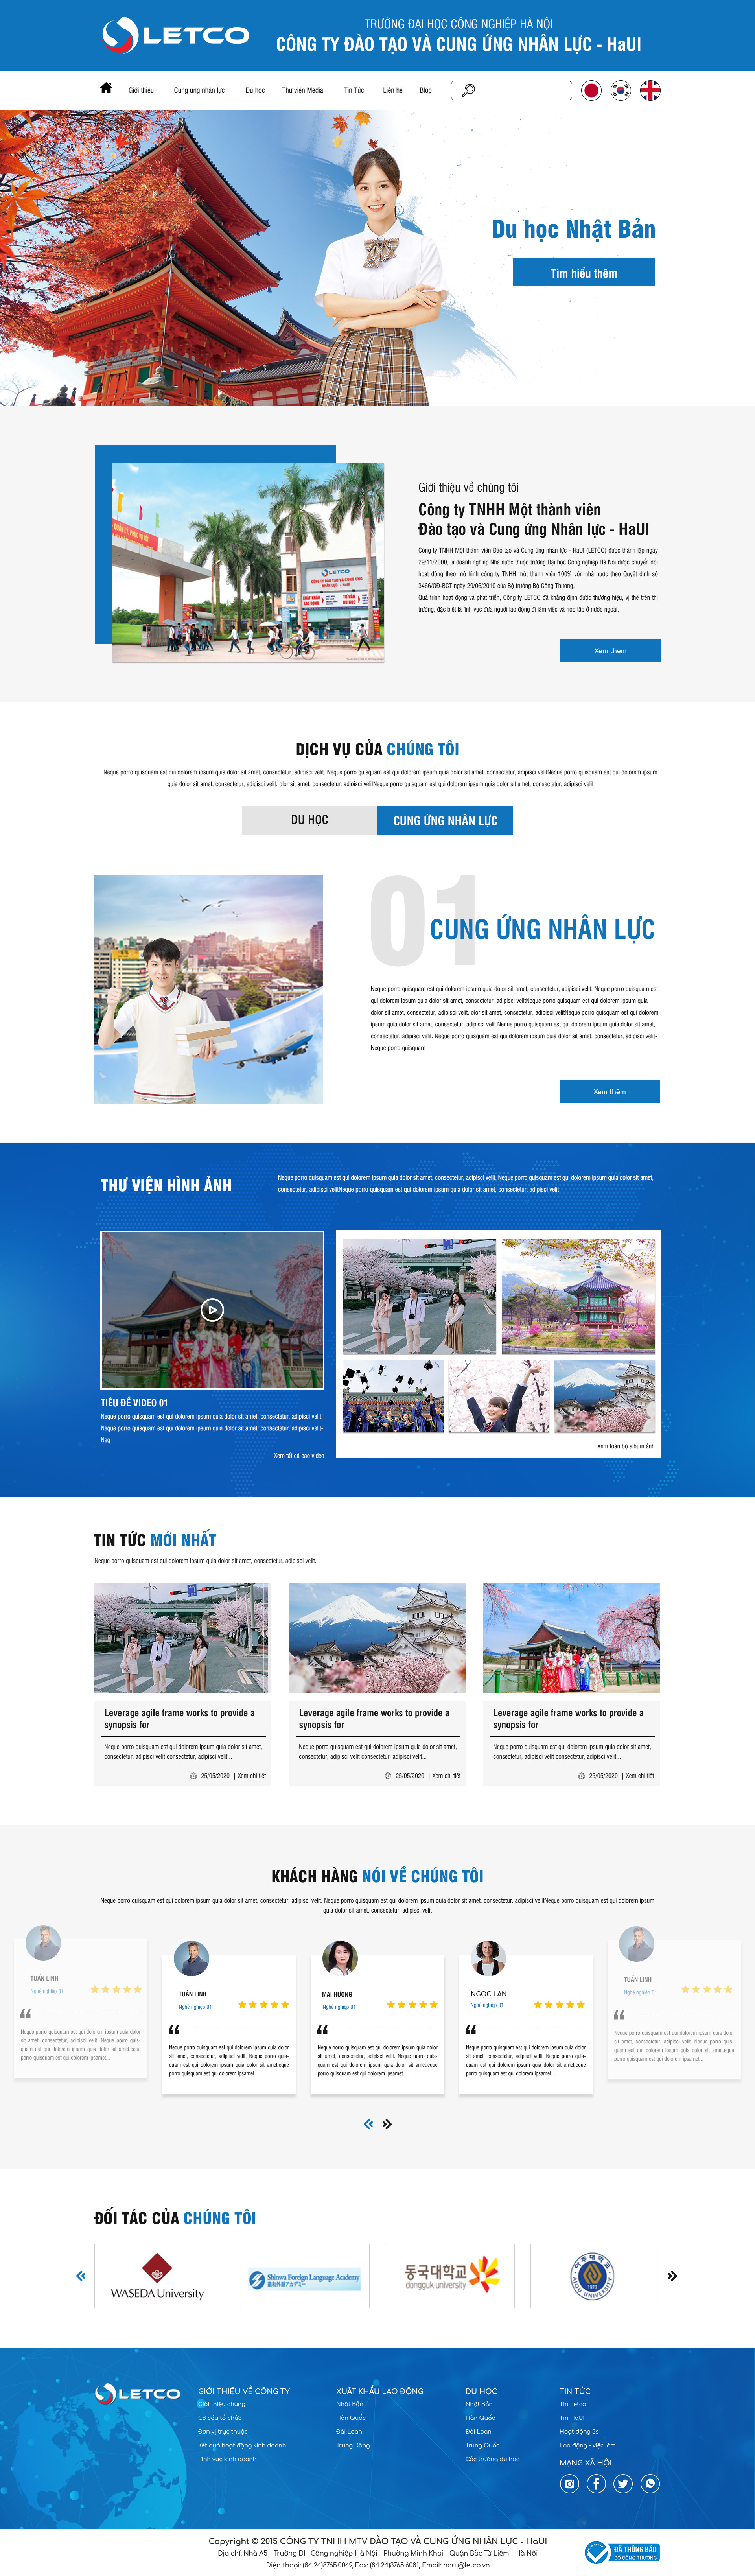 LETCO
TRƯỜNG ĐẠI HỌC CÔNG NGHIỆP HÀ NỘI
CÔNG TY ĐÀO TẠO VÀ CUNG ỨNG NHÂN LỰC - HaUI
Giới thiệu
Cung ứng nhân lực
Du học
Thư viện Media
Tin Tức
Liên hệ
Blog
Du học Nhật Bản
Tìm hiểu thêm
LETCO
Giới thiệu về chúng tôi
Công ty TNHH Một thành viên
Đào tạo và Cung ứng Nhân lực - HaUI
Công ty TNHH Một thành viên Đào tạo và Cung ứng nhân lực - HaUI (LETCO) được thành lập ngày
29/11/2000, là doanh nghiệp Nhà nước thuộc trường Đại học Công nghiệp Hà Nội được chuyển đổi
hoạt động theo mô hình công ty TNHH một thành viên 100% vốn nhà nước theo Quyết định số
3466/QĐ-BCT ngày 29/06/2010 của Bộ trưởng Bộ Công Thương.
Quá trình hoạt động và phát triển, Công ty LETCO đã khẳng định được thương hiệu, vị thế trên thị
trường, đặc biệt là lĩnh vực đưa người lao động đi làm việc và học tập ở nước ngoài.
Xem thêm
DỊCH VỤ CỦA CHÚNG TÔI
Neque porro quisquam est qui dolorem ipsum quia dolor sit amet, consectetur, adipisci velit. Neque porro quisquam est qui dolorem ipsum quia dolor sit amet, consectetur, adipisci velitNeque porro quisquam est qui dolorem ipsum
quia dolor sit amet, consectetur, adipisci velit. olor sit amet, consectetur. adipisci velitNeque porro quisquam est qui dolorem ipsum quia dolor sit amet, consectetur, adipisci velit
DU HỌC
CUNG ỨNG NHÂN LỰC
01
CUNG ỨNG NHÂN LỰC
Neque porro quisquam est qui dolorem ipsum quia dolor sit amet, consectetur, adipisci velit. Neque porro quisquam est
qui dolorem ipsum quia dolor sit amet, consectetur, adipisci velitNeque porro quisquam est qui dolorem ipsum quia
dolor sit amet, consectetur, adipisci velit. olor sit amet, consectetur, adipisci velitNeque porro quisquam est qui dolorem
ipsum quia dolor sit amet, consectetur, adipisci velit.Neque porro quisquam est qui dolorem ipsum quia dolor sit amet,
consectetur, adipisci velit. Neque porro quisquam est qui dolorem ipsum quia dolor sit amet, consectetur, adipisci velit-
Neque porro quisquam
Xem thêm
THƯ VIỆN HÌNH ẢNH
Neque porro quisquam est qui dolorem ipsum quia dolor sit amet, consectetur, adipisci velit. Neque porro quisquam est qui dolorem ipsum quia dolor sit amet,
consectetur, adipisci velitNeque porro quisquam est qui dolorem ipsum quia dolor sit amet, consectetur, adipisci velit
TIÊU ĐỀ VIDEO 01
Neque porro quisquam est qui dolorem ipsum quia dolor sit amet, consectetur, adipisci velit.
Neque porro quisquam est qui dolorem ipsum quia dolor sit amet, consectetur, adipisci velit-
Neq
Xem tất cả các video
Xem toàn bộ album ảnh
TIN TỨC MỚI NHẤT
Neque porro quisquam est qui dolorem ipsum quia dolor sit amet, consectetur, adipisci velit.
Leverage agile frame works to provide a
synopsis for
Neque porro quisquam est qui dolorem ipsum quia dolor sit amet,
consectetur, adipisci velit consectetur, adipisci velit...
25/05/2020 | Xem chi tiết
Leverage agile frame works to provide a
synopsis for
Neque porro quisquam est qui dolorem ipsum quia dolor sit amet,
consectetur, adipisci velit consectetur, adipisci velit...
25/05/2020 | Xem chi tiết
Leverage agile frame works to provide a
synopsis for
Neque porro quisquam est qui dolorem ipsum quia dolor sit amet,
consectetur, adipisci velit consectetur, adipisci velit...
25/05/2020 | Xem chi tiết
KHÁCH HÀNG NÓI VỀ CHÚNG TÔI
Neque porro quisquam est qui dolorem ipsum quia dolor sit amet, consectetur, adipisci velit. Neque porro quisquam est qui dolorem ipsum quia dolor sit amet, consectetur, adipisci velitNeque porro quisquam est qui dolorem ipsum
quia dolor sit amet, consectetur, adipisci velit
TUẤN LINH
Nghề nghiệp 01
Neque porro quisquam est qui dolorem ipsum quia dolor
sit amet, consectetur, adipisci velit. Neque porro quis-
quam est qui dolorem ipsum quia dolor sit amet.eque
porro quisquam est qui dolorem ipsamet...
TUẤN LINH
Nghề nghiệp 01
Neque porro quisquam est qui dolorem ipsum quia dolor
sit amet, consectetur, adipisci velit. Neque porro quis-
quam est qui dolorem ipsum quia dolor sit amet.eque
porro quisquam est qui dolorem ipsamet...
MAI HƯƠNG
Nghề nghiệp 01
Neque porro quisquam est qui dolorem ipsum quia dolor
sit amet, consectetur, adipisci velit. Neque porro quis-
quam est qui dolorem ipsum quia dolor sit amet.eque
porro quisquam est qui dolorem ipsamet...
NGỌC LAN
Nghề nghiệp 01
Neque porro quisquam est qui dolorem ipsum quia dolor
sit amet, consectetur, adipisci velit. Neque porro quis-
quam est qui dolorem ipsum quia dolor sit amet.eque
porro quisquam est qui dolorem ipsamet...
TUẤN LINH
Nghề nghiệp 01
Neque porro quisquam est qui dolorem ipsum quia dolor
sit amet, consectetur, adipisci velit. Neque porro quis-
quam est qui dolorem ipsum quia dolor sit amet.eque
porro quisquam est qui dolorem ipsamet...
ĐỐI TÁC CỦA CHÚNG TÔI
WASEDA University
Shinwa Foreign Language Academy
동국대학교
dongguk university
1973
LETCO
GIỚI THIỆU VỀ CÔNG TY
Giới thiệu chung
Cơ cấu tổ chức
Đơn vị trực thuộc
Kết quả hoạt động kinh doanh
Lĩnh vực kinh doanh
XUẤT KHẨU LAO ĐỘNG
Nhật Bản
Hàn Quốc
Đài Loan
Trung Đông
DU HỌC
Nhật Bản
Hàn Quốc
Đài Loan
Trung Quốc
Các trường du học
TIN TỨC
Tin Letco
Tin HaUI
Hoạt động 5s
Lao động - việc làm
MẠNG XÃ HỘI
Copyright © 2015 CÔNG TY TNHH MTV ĐÀO TẠO VÀ CUNG ỨNG NHÂN LỰC - HaUI
Địa chỉ: Nhà A5 - Trường ĐH Công nghiệp Hà Nội - Phường Minh Khai - Quận Bắc Từ Liêm - Hà Nội
Điện thoại: (84.24)3765.0049, Fax: (84.24)3765.6081, Email: haui@letco.vn
ĐÃ THÔNG BÁO
BỘ CÔNG THƯƠNG